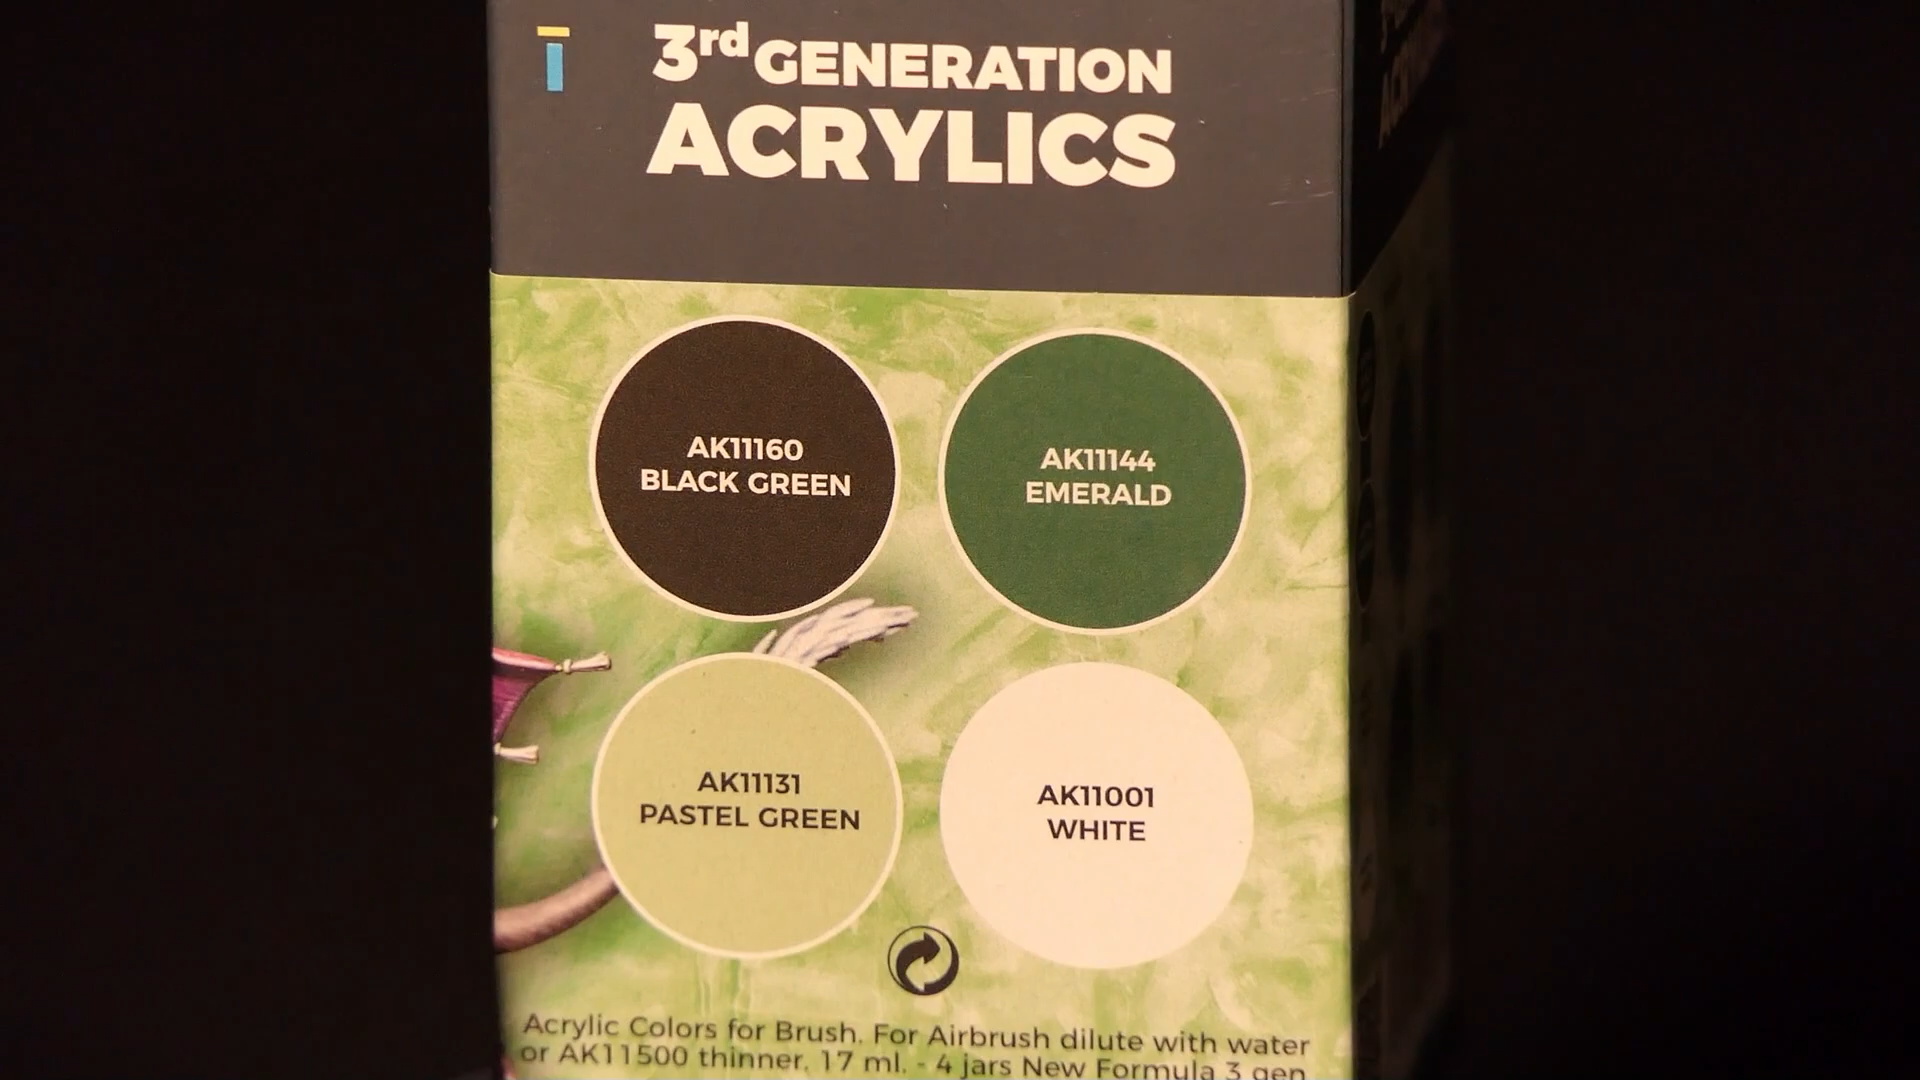 3rd GENERATION
ACRYLICS
AK11160
BLACK GREEN
AK11144
EMERALD
AK11131
PASTEL GREEN
AK11001
WHITE
Acrylic Colors for Brush. For Airbrush dilute with water
or AK11500 thinner. 17 ml. - 4 jars New Formula 3 gen